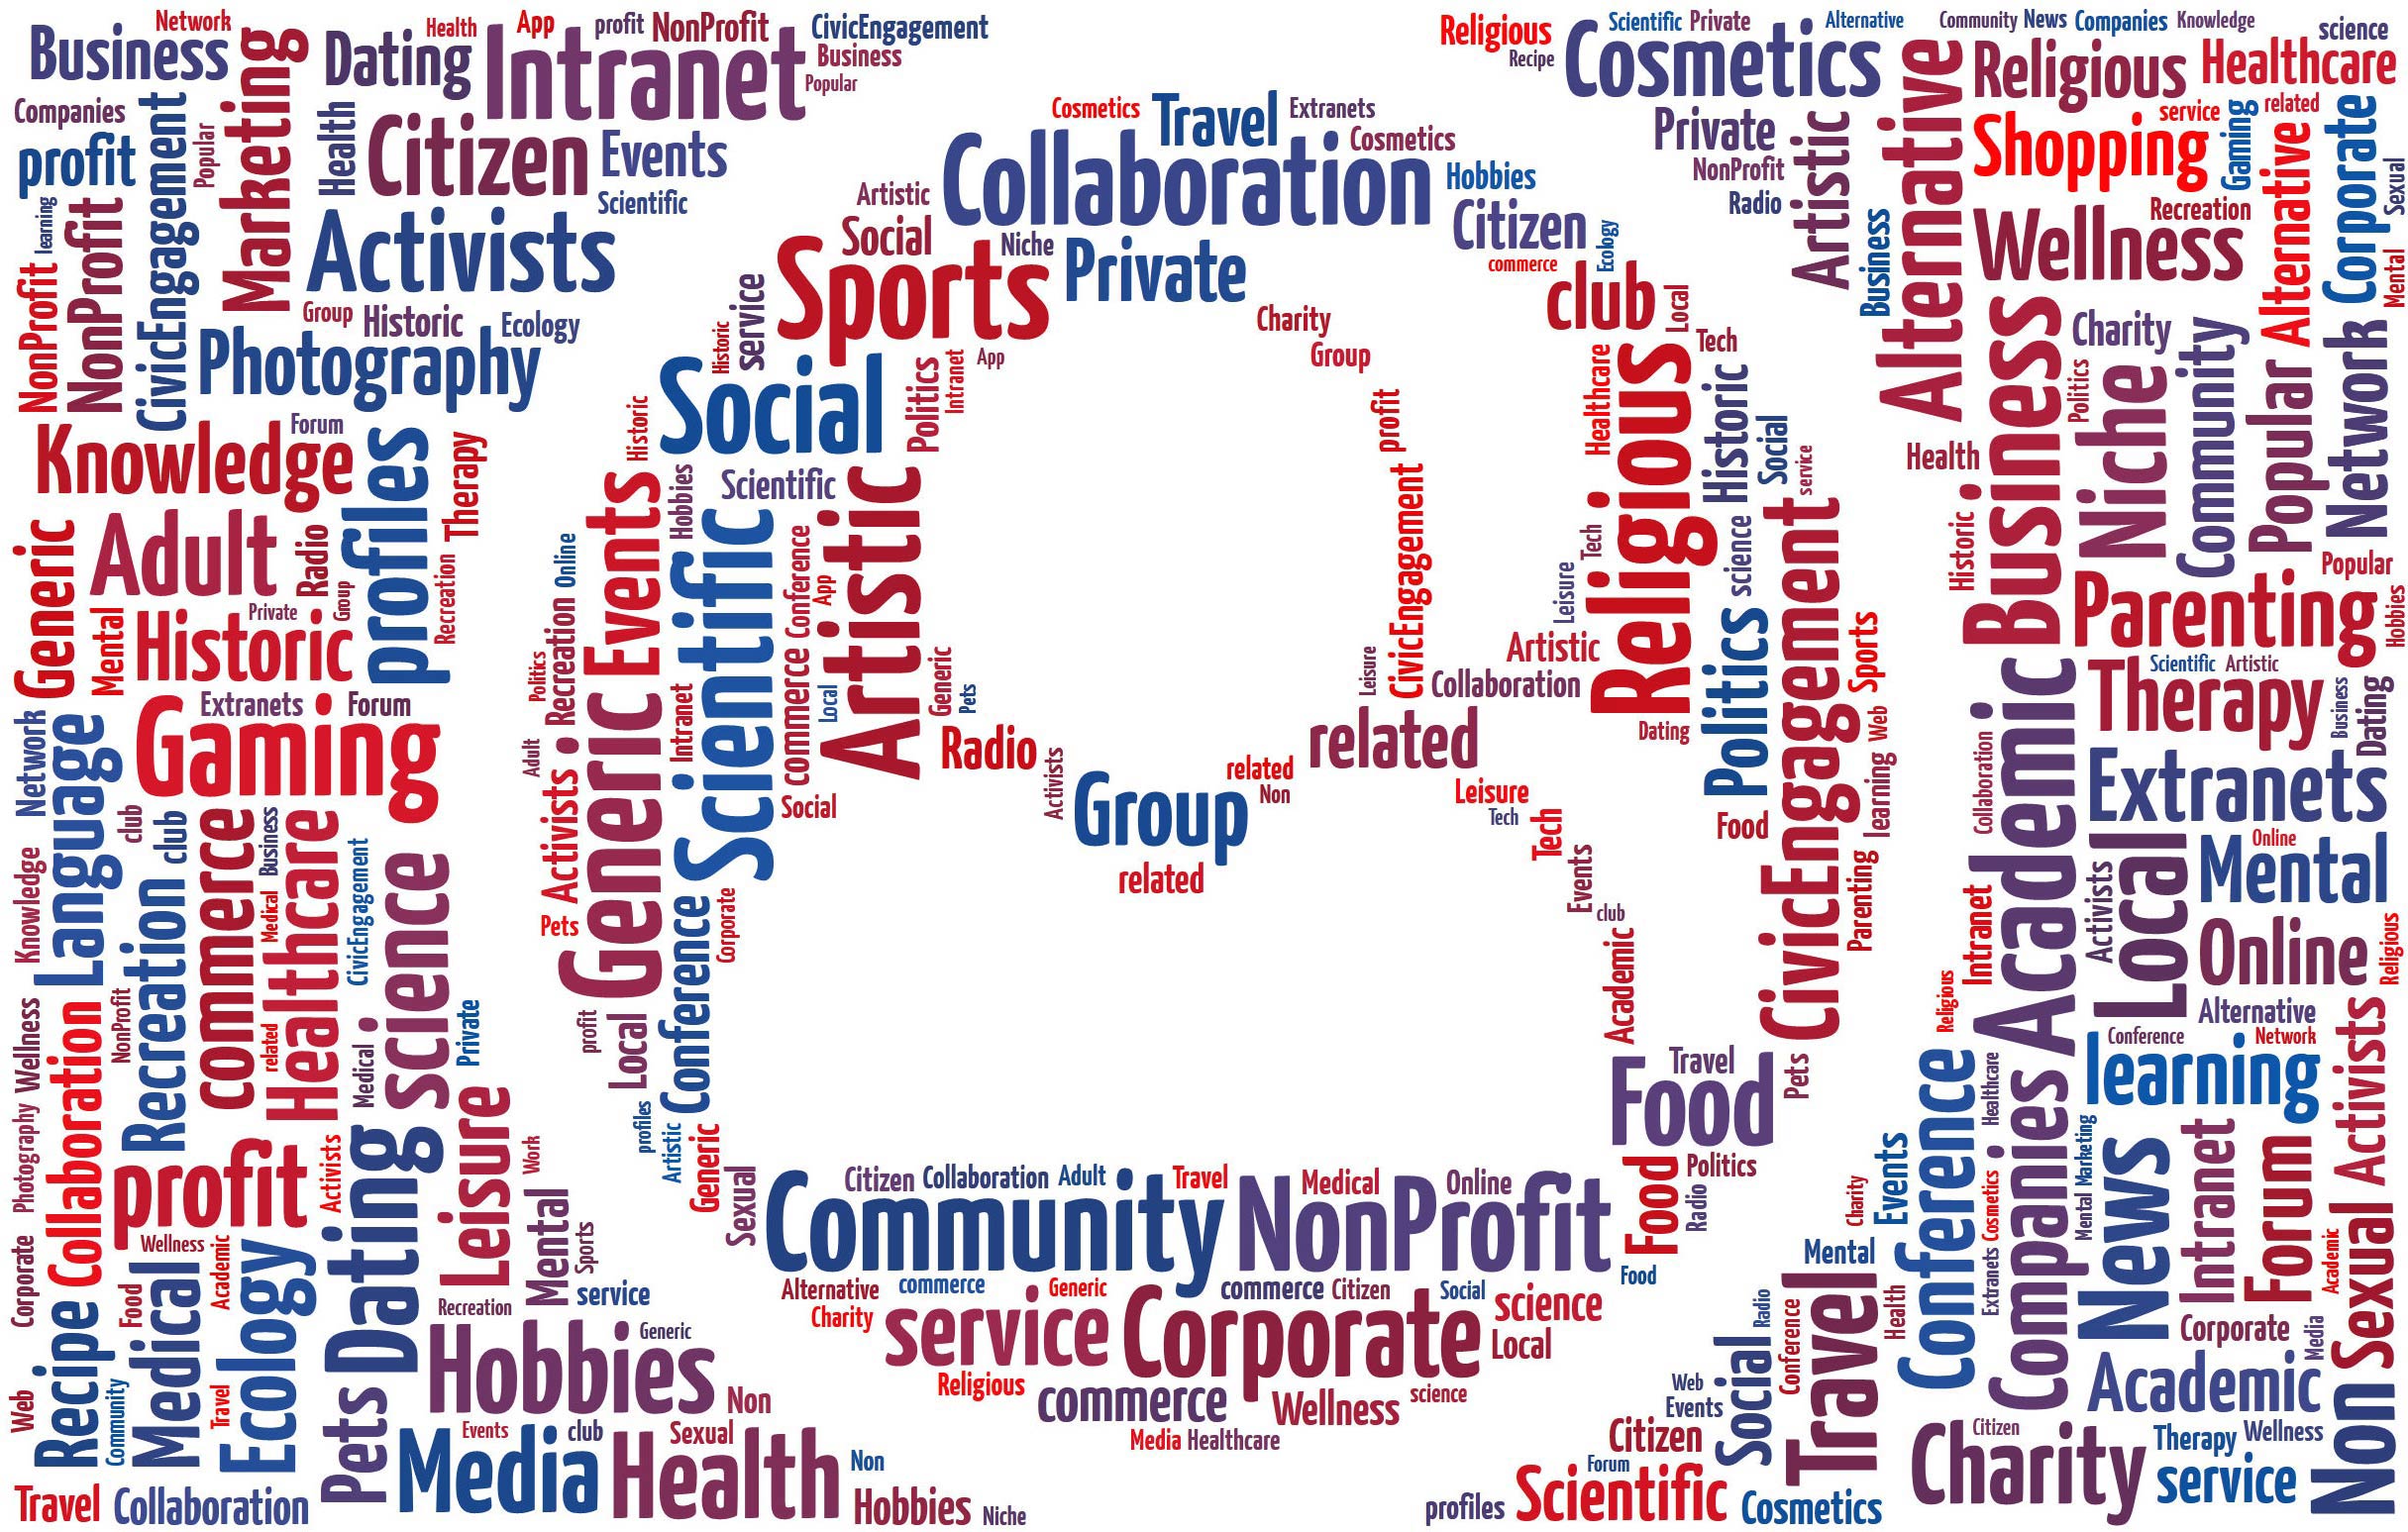 Network
Health
App
profit
NonProfit
CivicEngagement
Business
Marketing
Dating
Intranet
Business
Popular
Companies
CivicEngagement
Popular
Health
Citizen
Events
profit
Scientific
learning
NonProfit
NonProfit
Activists
Group
Historic
Ecology
Photography
Religious
Scientific
Private
Alternative
Community
News
Companies
Knowledge
science
Recipe
Cosmetics
Alternative
Religious
Healthcare
Private
Artistic
Shopping
service
Gaming
related
Alternative
Corporate
Sexual
NonProfit
Radio
Business
Recreation
Wellness
Mental
Cosmetics
Travel
Extranets
Collaboration
Cosmetics
Hobbies
Artistic
Citizen
Ecology
Social
Niche
Private
Sports
commerce
club
Local
service
Historic
Charity
Group
Tech
Social
Politics
Intranet
App
Historic
profit
Healthcare
Religious
Historic
Social
service
Business
Charity
Politics
Niche
Community
Popular
Network
Health
Historic
Knowledge
Forum
profiles
Therapy
Generic
Adult
Radio
Recreation
Mental
Private
Group
Historic
Extranets
Forum
Gaming
Events
Hobbies
Scientific
Scientific
Artistic
Online
Recreation
Politics
Conference
App
commerce
Local
Intranet
Generic
Generic
Pets
CivicEngagement
Leisure
Tech
Leisure
science
CivicEngagement
Artistic
Collaboration
Politics
Sports
Dating
Web
learning
Popular
Parenting
Hobbies
Scientific
Artistic
Therapy
Business
Dating
Academic
Collaboration
Extranets
Network
Language
club
club
Recreation
commerce
Business
Healthcare
Medical
CivicEngagement
science
Knowledge
Adult
Activists
Pets
Social
Conference
Corporate
Radio
Activists
Group
related
Non
related
related
Leisure
Tech
Tech
Events
club
Academic
Food
Parenting
Online
Mental
Local
Activists
Online
Religious
Intranet
Religious
Alternative
Wellness
Photography
Collaboration
NonProfit
related
Medical
Private
profit
Local
profiles
Artistic
Generic
Sexual
Travel
Food
Pets
Food
Politics
Radio
Food
Conference
Healthcare
Companies
Conference
Network
learning
Activists
Mental
Marketing
News
Intranet
Forum
Sexual
Academic
profit
Activists
Dating
Leisure
Work
Mental
Sports
service
Wellness
Corporate
Recipe
Food
Medical
Academic
Ecology
Recreation
Citizen
Collaboration
Adult
Travel
Medical
Online
Community
NonProfit
Alternative
commerce
Generic
commerce
Citizen
Social
science
Charity
service
Corporate
Local
Charity
Events
Cosmetics
Extranets
Mental
Travel
Health
Radio
Conference
Social
Corporate
Media
Academic
Non
Web
Community
Travel
Pets
Hobbies
Generic
Non
Events
club
Sexual
Media
Health
Non
Hobbies
Niche
Religious
commerce
Wellness
science
Media
Healthcare
Web
Events
Citizen
Forum
Scientific
profiles
Cosmetics
Citizen
Charity
Therapy
Wellness
service
Travel
Collaboration